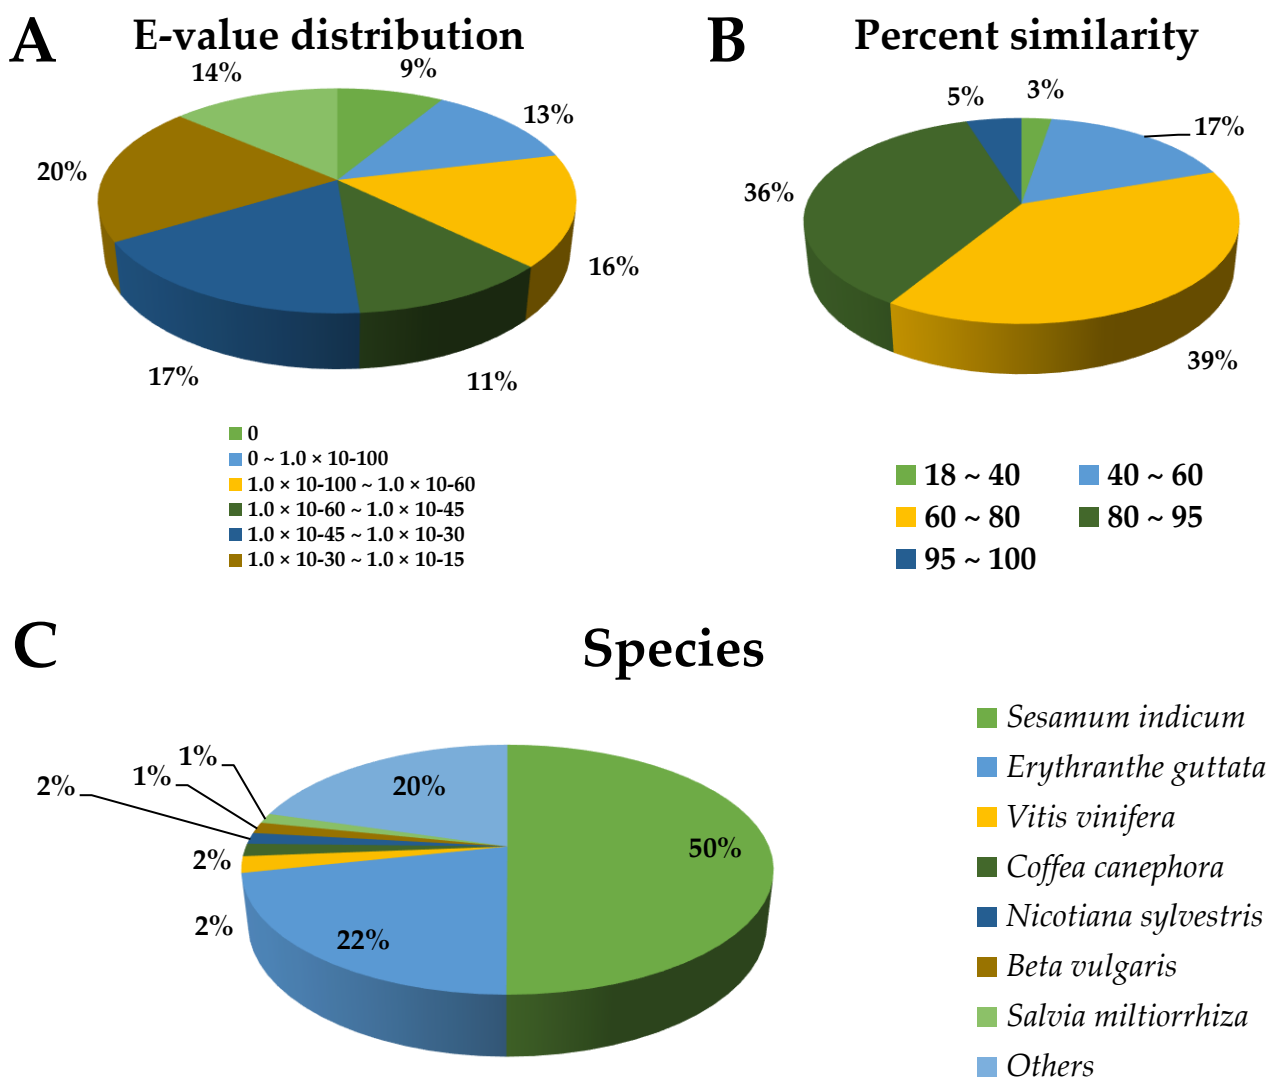 A
E-value distribution
14%
9%
13%
20%
16%
17%
11%
0
0 ~ 1.0 × 10-100
1.0 × 10-100 ~ 1.0 × 10-60
1.0 × 10-60 ~ 1.0 × 10-45
1.0 × 10-45 ~ 1.0 × 10-30
1.0 × 10-30 ~ 1.0 × 10-15
B
Percent similarity
5%
3%
17%
36%
39%
18 ~ 40
40 ~ 60
60 ~ 80
80 ~ 95
95 ~ 100
C
Species
1%
1%
2%
20%
50%
2%
2%
22%
Sesamum indicum
Erythranthe guttata
Vitis vinifera
Coffea canephora
Nicotiana sylvestris
Beta vulgaris
Salvia miltiorrhiza
Others